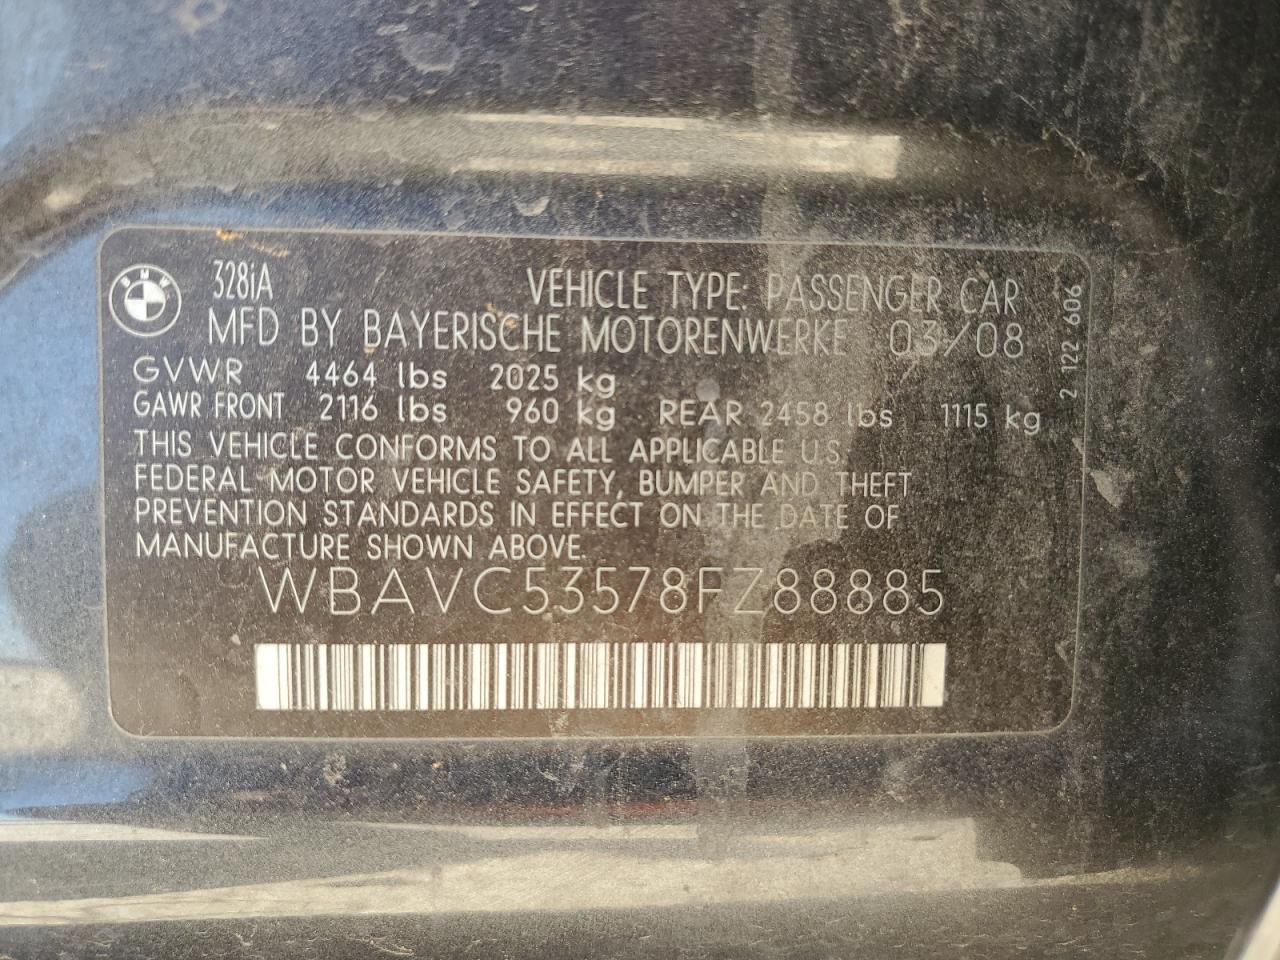 BMW
328iA
VEHICLE TYPE: PASSENGER CAR
MFD BY BAYERISCHE MOTORENWERKE 03/08
GVWR 4464 lbs 2025 kg
GAWR FRONT 2116 lbs 960 kg REAR 2458 lbs 1115 kg
THIS VEHICLE CONFORMS TO ALL APPLICABLE U.S.
FEDERAL MOTOR VEHICLE SAFETY, BUMPER AND THEFT
PREVENTION STANDARDS IN EFFECT ON THE DATE OF
MANUFACTURE SHOWN ABOVE.
WBAVC53578FZ88885
2 122 606